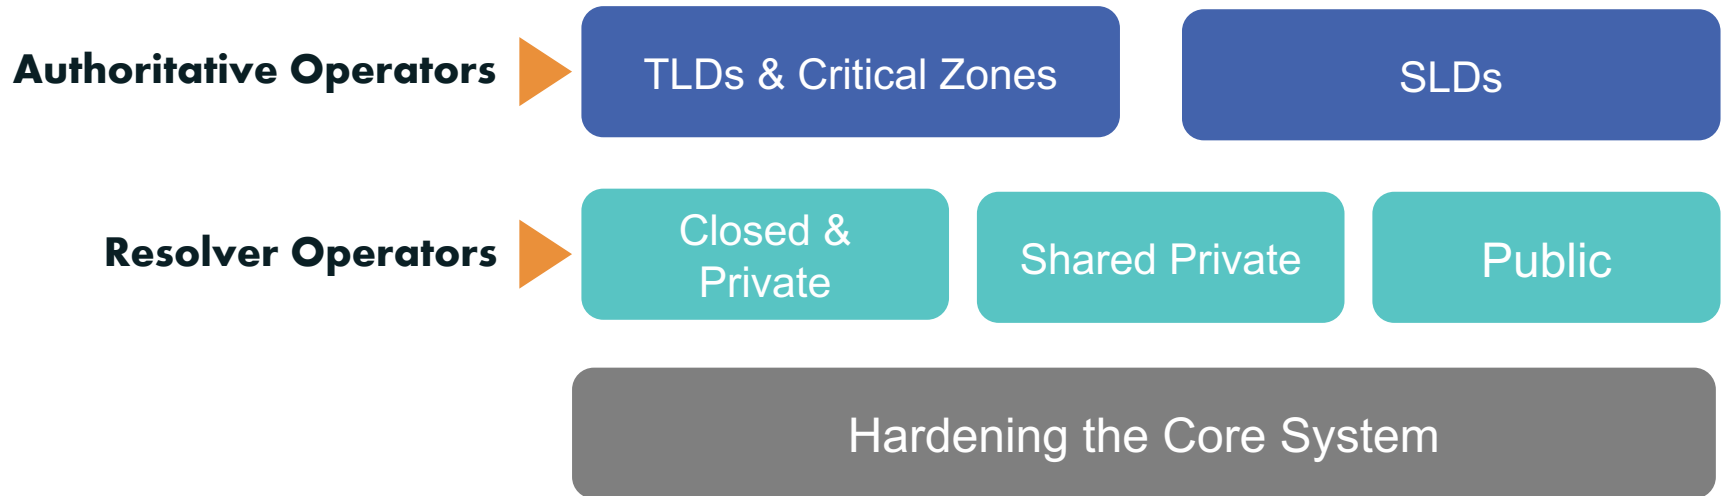 Authoritative Operators
TLDs & Critical Zones
SLDs
Resolver Operators
Closed &
Private
Shared Private
Public
Hardening the Core System